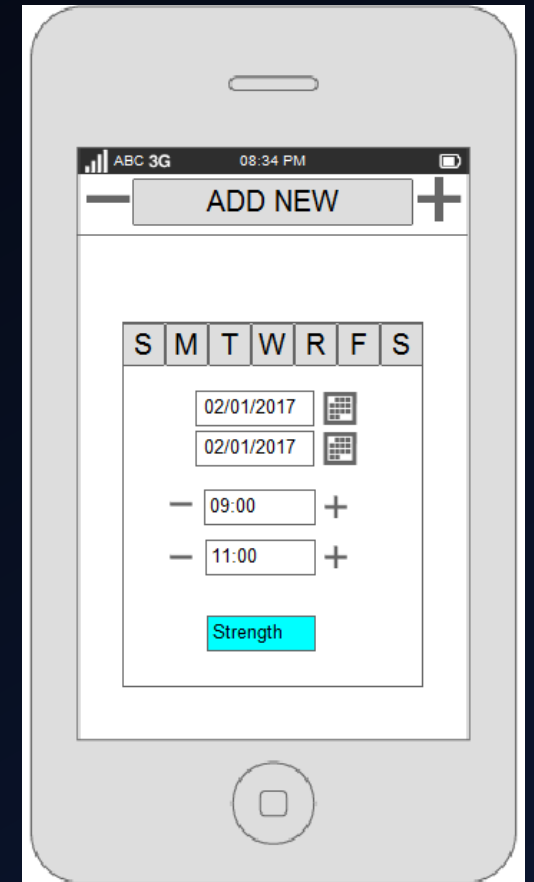 ABC 3G 08:34 PM
ADD NEW
S M T W R F S
02/01/2017
02/01/2017
09:00
11:00
Strength